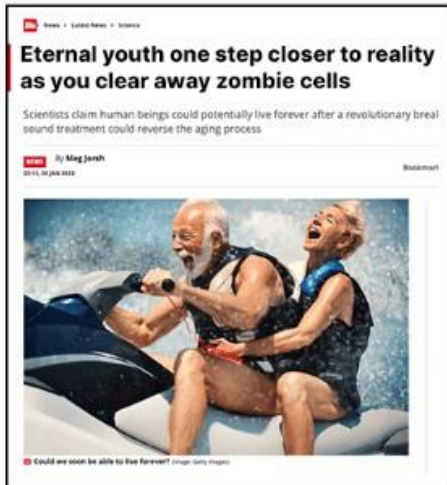 News • Latest News • Science
Eternal youth one step closer to reality
as you clear away zombie cells
Scientists claim human beings could potentially live forever after a revolutionary breal
sound treatment could reverse the aging process
NEWS By Meg Jorsh
Bookmark
Could we soon be able to live forever? (Image: Getty Images)